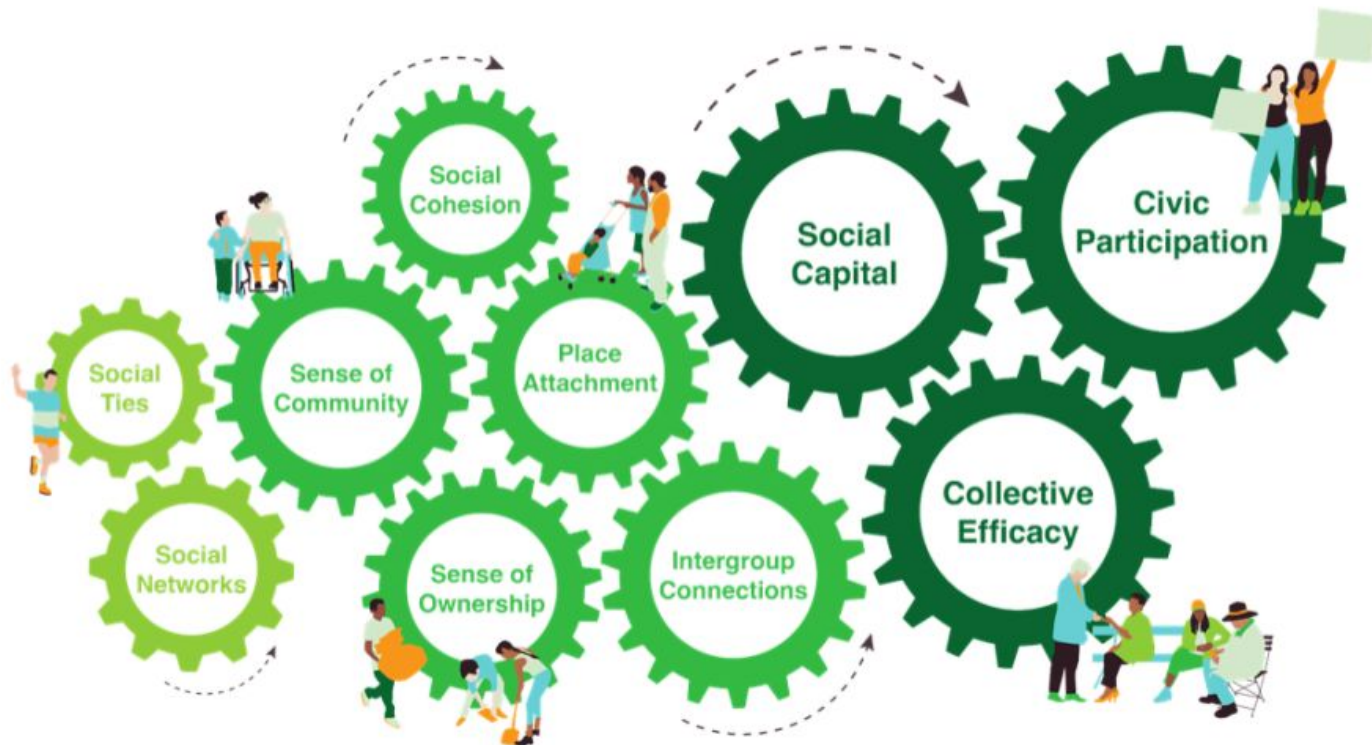 Social
Cohesion
Social
Capital
Civic
Participation
Social
Ties
Sense of
Community
Place
Attachment
Social
Networks
Sense of
Ownership
Intergroup
Connections
Collective
Efficacy